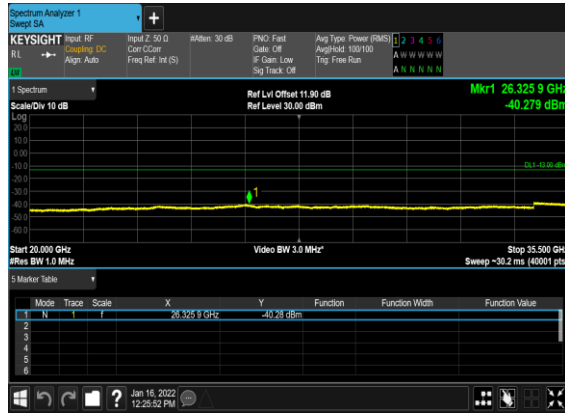 Spectrum Analyzer 1
Swept SA
+
KEYSIGHT Input: RF Input Z: 50 Ω #Atten: 30 dB PNO: Fast Avg Type: Power (RMS) 1 2 3 4 5 6
RL Coupling: DC Corr CCorr Gate: Off Avg|Hold: 100/100 A W W W W W
Align: Auto Freq Ref: Int (S) IF Gain: Low Trig: Free Run
LW Sig Track: Off A N N N N N
1 Spectrum Ref Lvl Offset 11.90 dB Mkr1 26.325 9 GHz
Scale/Div 10 dB Ref Level 30.00 dBm -40.279 dBm
Log
20.0
10.0
0.00
-10.0 DL1 -13.00 dBm
-20.0
-30.0
1
-40.0
-50.0
-60.0
Start 20.000 GHz Video BW 3.0 MHz* Stop 35.500 GHz
#Res BW 1.0 MHz Sweep ~30.2 ms (40001 pts)
5 Marker Table
Mode Trace Scale X Y Function Function Width Function Value
1 N 1 f 26.325 9 GHz -40.28 dBm
2
3
4
5
6
? Jan 16, 2022
12:25:52 PM